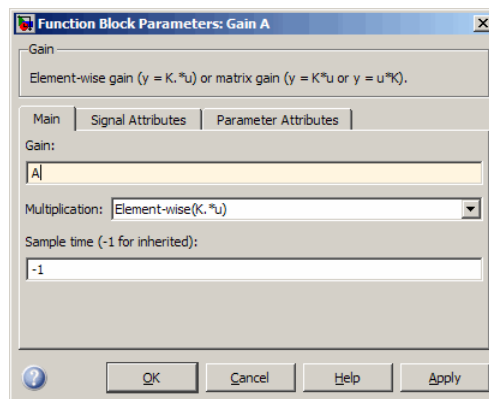 Function Block Parameters: Gain A
Gain
Element-wise gain (y = K.*u) or matrix gain (y = K*u or y = u*K).
Main Signal Attributes Parameter Attributes
Gain:
A
Multiplication: Element-wise(K.*u)
Sample time (-1 for inherited):
-1
OK Cancel Help Apply